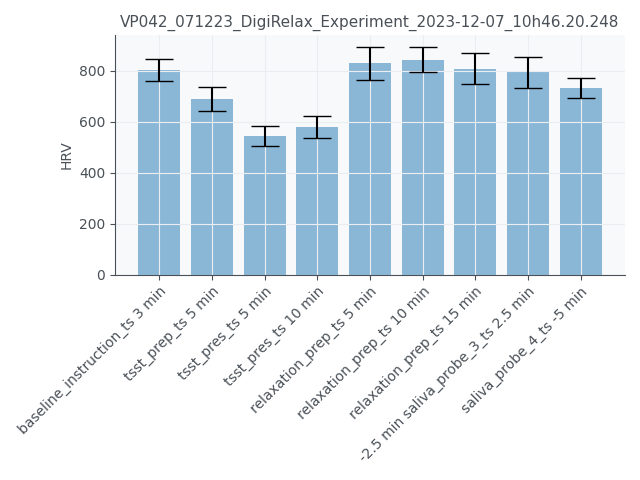 VP042_071223_DigiRelax_Experiment_2023-12-07_10h46.20.248
800
600
400
200
0
HRV
baseline_instruction_ts 3 min
tsst_prep_ts 5 min
tsst_pres_ts 5 min
tsst_pres_ts 10 min
relaxation_prep_ts 5 min
relaxation_prep_ts 10 min
relaxation_prep_ts 15 min
-2.5 min saliva_probe_3_ts 2.5 min
saliva_probe_4_ts -5 min